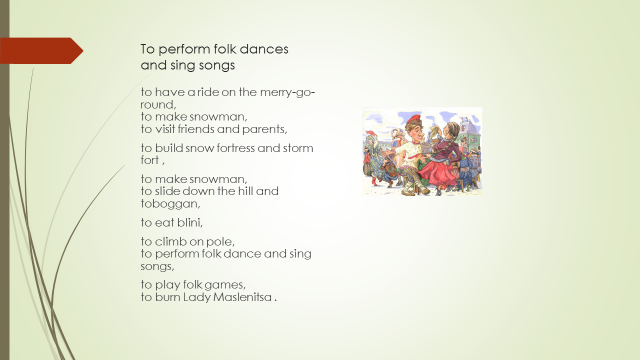 To perform folk dances
and sing songs
to have a ride on the merry-go-
round,
to make snowman,
to visit friends and parents,
to build snow fortress and storm
fort ,
to make snowman,
to slide down the hill and
toboggan,
to eat blini,
to climb on pole,
to perform folk dance and sing
songs,
to play folk games,
to burn Lady Maslenitsa .